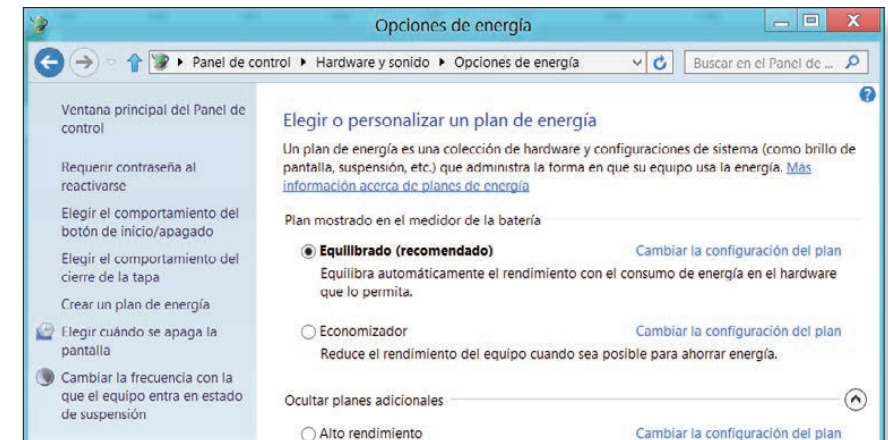 Opciones de energía
Panel de control ▸ Hardware y sonido ▸ Opciones de energía
Buscar en el Panel de ...
Ventana principal del Panel de
control
Requerir contraseña al
reactivarse
Elegir el comportamiento del
botón de inicio/apagado
Elegir el comportamiento del
cierre de la tapa
Crear un plan de energía
Elegir cuándo se apaga la
pantalla
Cambiar la frecuencia con la
que el equipo entra en estado
de suspensión
Elegir o personalizar un plan de energía
Un plan de energía es una colección de hardware y configuraciones de sistema (como brillo de
pantalla, suspensión, etc.) que administra la forma en que su equipo usa la energía. Más
información acerca de planes de energía
Plan mostrado en el medidor de la batería
Equilibrado (recomendado) Cambiar la configuración del plan
Equilibra automáticamente el rendimiento con el consumo de energía en el hardware
que lo permita.
Economizador Cambiar la configuración del plan
Reduce el rendimiento del equipo cuando sea posible para ahorrar energía.
Ocultar planes adicionales
Alto rendimiento Cambiar la configuración del plan